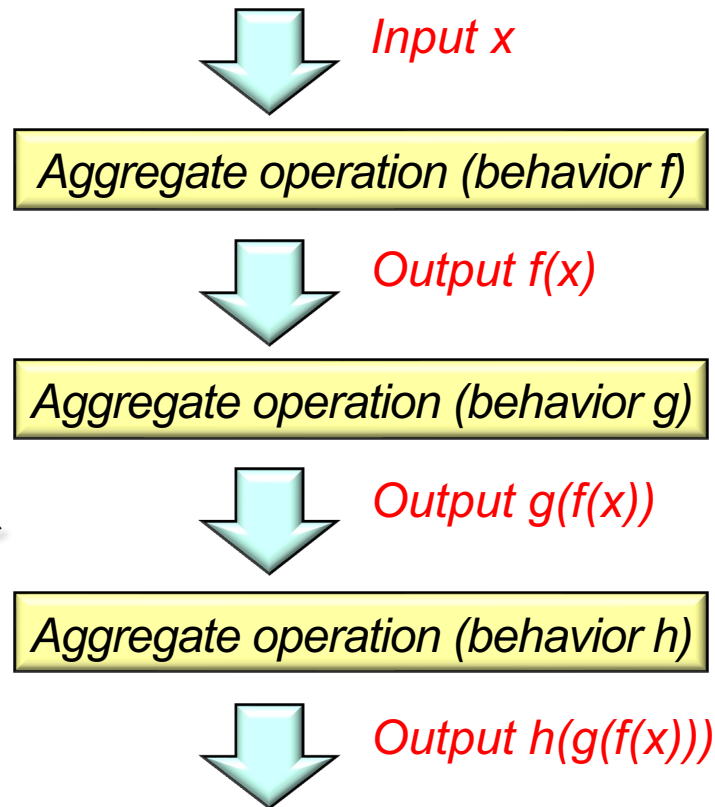 Input x
Aggregate operation (behavior f)
Output f(x)
Aggregate operation (behavior g)
Output g(f(x))
Aggregate operation (behavior h)
Output h(g(f(x)))